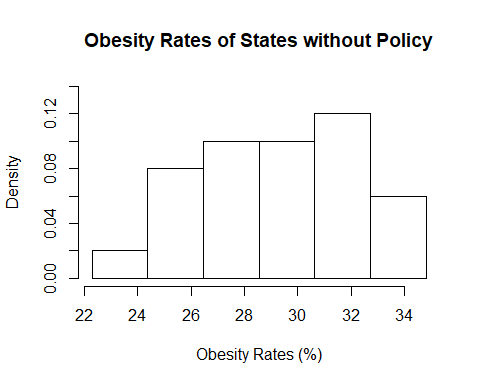 Obesity Rates of States without Policy
Density
0.00 0.04 0.08 0.12
22 24 26 28 30 32 34
Obesity Rates (%)